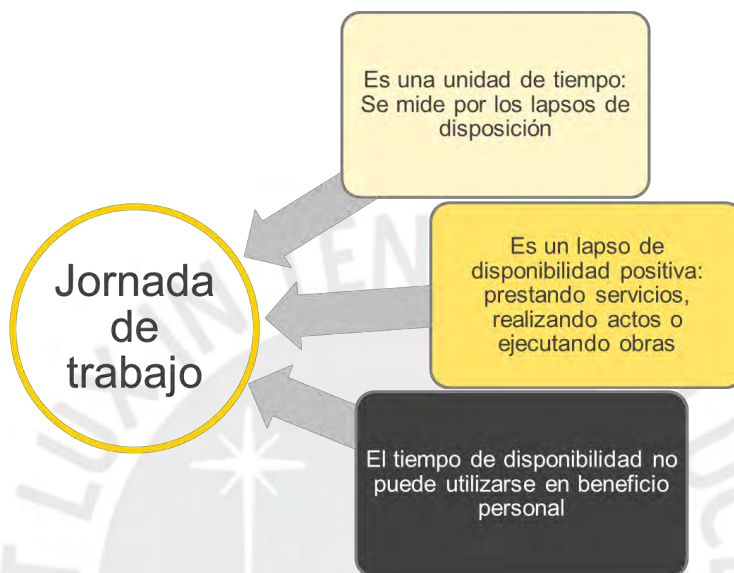 Es una unidad de tiempo:
Se mide por los lapsos de
disposición
Es un lapso de
disponibilidad positiva:
prestando servicios,
realizando actos o
ejecutando obras
Jornada
de
trabajo
El tiempo de disponibilidad no
puede utilizarse en beneficio
personal